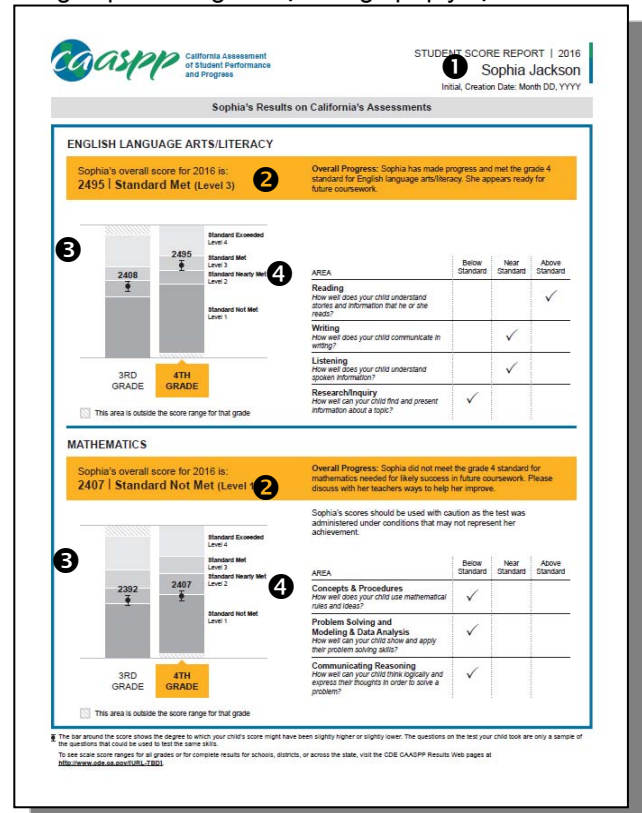 caaspp
California Assessment
of Student Performance
and Progress
STUDENT SCORE REPORT | 2016
1
Sophia Jackson
Initial, Creation Date: Month DD, YYYY
Sophia's Results on California's Assessments
ENGLISH LANGUAGE ARTS/LITERACY
Sophia's overall score for 2016 is:
2495 | Standard Met (Level 3)
2
Overall Progress: Sophia has made progress and met the grade 4
standard for English language arts/literacy. She appears ready for
future coursework.
3
2408
2495
Standard Exceeded
Level 4
Standard Met
Level 3
Standard Nearly Met
Level 2
Standard Not Met
Level 1
3RD
GRADE
4TH
GRADE
This area is outside the score range for that grade
4
AREA
Below
Standard
Near
Standard
Above
Standard
Reading
How well does your child understand
stories and information that he or she
reads?
Writing
How well does your child communicate in
writing?
Listening
How well does your child understand
spoken information?
Research/Inquiry
How well can your child find and present
information about a topic?
MATHEMATICS
Sophia's overall score for 2016 is:
2407 | Standard Not Met (Level
2
Overall Progress: Sophia did not meet the grade 4 standard for
mathematics needed for likely success in future coursework. Please
discuss with her teachers ways to help her improve.
Sophia's scores should be used with caution as the test was
administered under conditions that may not represent her
achievement.
3
2392
2407
Standard Exceeded
Level 4
Standard Met
Level 3
Standard Nearly Met
Level 2
Standard Not Met
Level 1
3RD
GRADE
4TH
GRADE
This area is outside the score range for that grade
4
AREA
Below
Standard
Near
Standard
Above
Standard
Concepts & Procedures
How well does your child use mathematical
rules and ideas?
Problem Solving and
Modeling & Data Analysis
How well can your child show and apply
their problem solving skills?
Communicating Reasoning
How well can your child think logically and
express their thoughts in order to solve a
problem?
The bar around the score shows the degree to which your child's score might have been slightly higher or slightly lower. The questions on the test your child took are only a sample of
the questions that could be used to test the same skills.
To see scale score ranges for all grades or for complete results for schools, districts, or across the state, visit the CDE CAASPP Results Web pages at
http://www.cde.ca.gov/[URL-TBD].